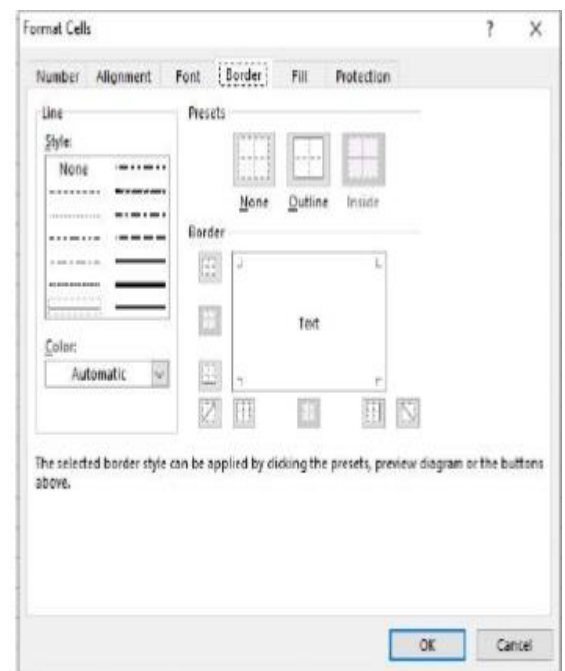 Format Cells ? X
Number Alignment Font Border Fill Protection
Line
Style:
None
Presets
None Outline Inside
Border
Text
Color:
Automatic
The selected border style can be applied by clicking the presets, preview diagram or the buttons
above.
OK Cancel